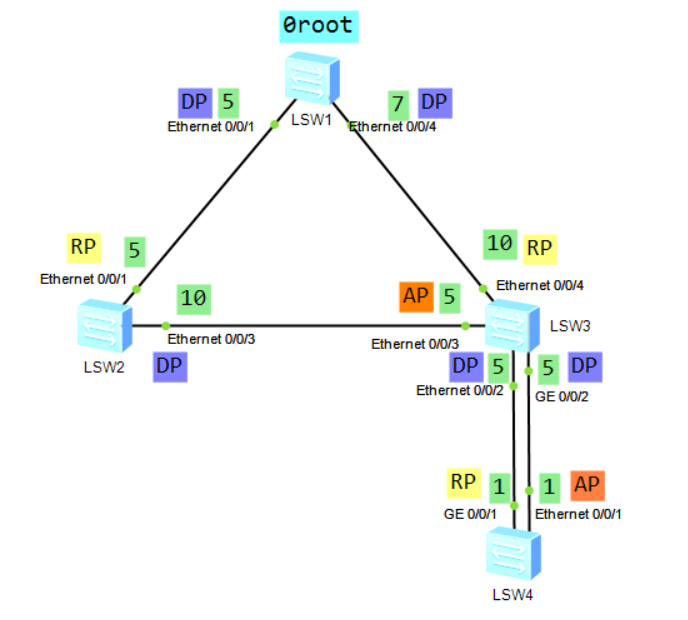 0root
DP 5
7 DP
Ethernet 0/0/1
LSW1
Ethernet 0/0/4
RP 5
10 RP
Ethernet 0/0/1
Ethernet 0/0/4
10
AP 5
LSW3
Ethernet 0/0/3
Ethernet 0/0/3
LSW2
DP
DP 5
5 DP
Ethernet 0/0/2
GE 0/0/2
RP 1
1 AP
GE 0/0/1
Ethernet 0/0/1
LSW4